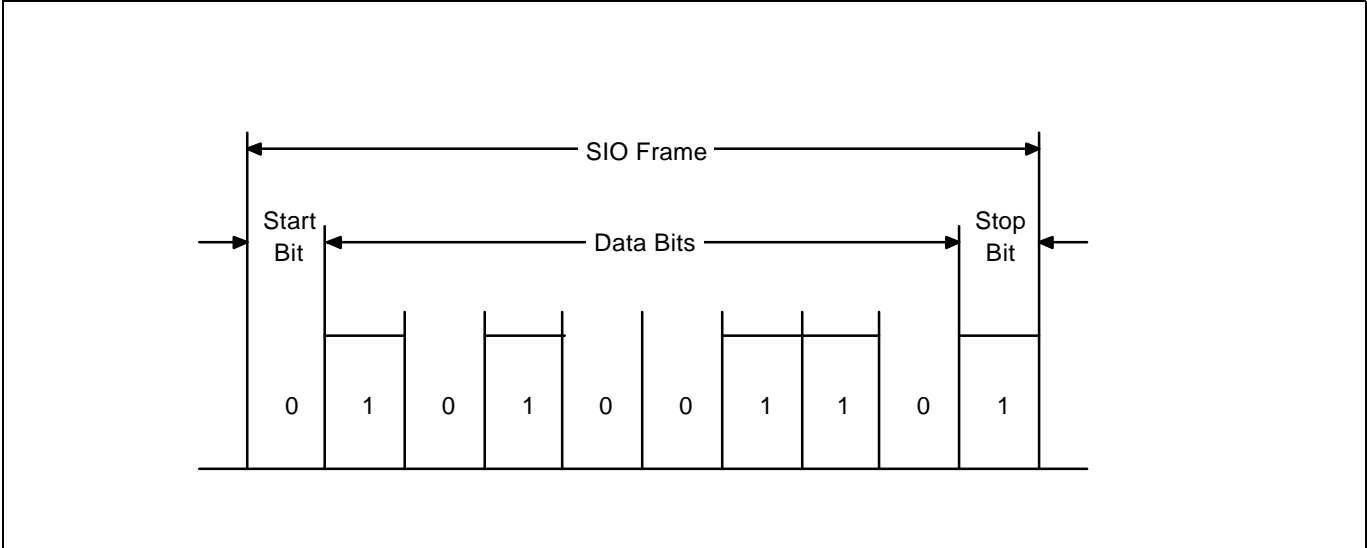 SIO Frame
Start
Bit
Data Bits
Stop
Bit
0 1 0 1 0 0 1 1 0 1